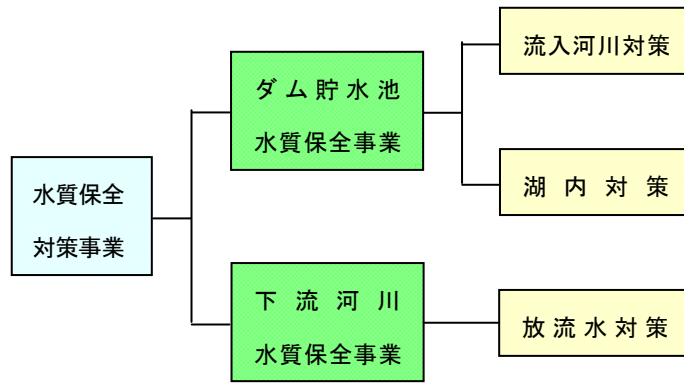 水質保全
対策事業
ダム貯水池
水質保全事業
流入河川対策
湖内対策
下流河川
水質保全事業
放流水対策